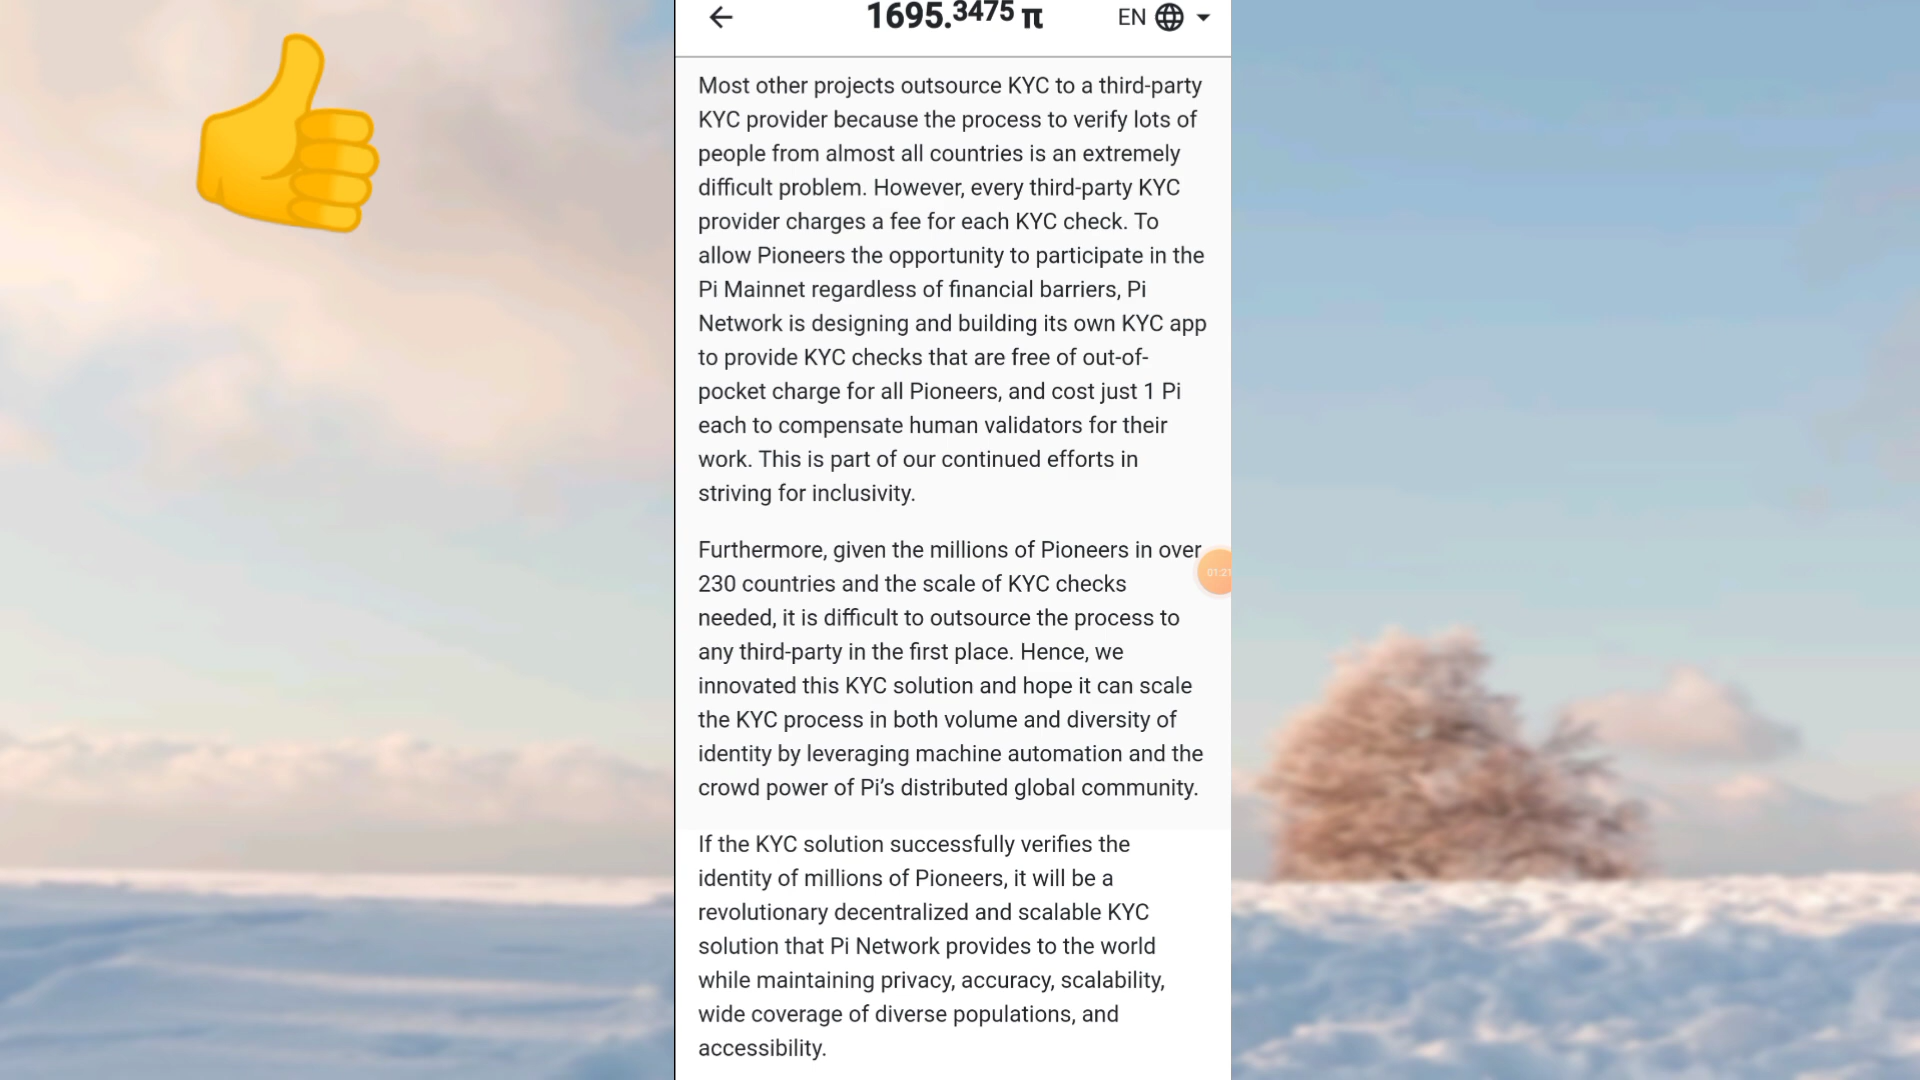 1695.3475 π
EN
Most other projects outsource KYC to a third-party
KYC provider because the process to verify lots of
people from almost all countries is an extremely
difficult problem. However, every third-party KYC
provider charges a fee for each KYC check. To
allow Pioneers the opportunity to participate in the
Pi Mainnet regardless of financial barriers, Pi
Network is designing and building its own KYC app
to provide KYC checks that are free of out-of-
pocket charge for all Pioneers, and cost just 1 Pi
each to compensate human validators for their
work. This is part of our continued efforts in
striving for inclusivity.
Furthermore, given the millions of Pioneers in over
230 countries and the scale of KYC checks
01:21
needed, it is difficult to outsource the process to
any third-party in the first place. Hence, we
innovated this KYC solution and hope it can scale
the KYC process in both volume and diversity of
identity by leveraging machine automation and the
crowd power of Pi’s distributed global community.
If the KYC solution successfully verifies the
identity of millions of Pioneers, it will be a
revolutionary decentralized and scalable KYC
solution that Pi Network provides to the world
while maintaining privacy, accuracy, scalability,
wide coverage of diverse populations, and
accessibility.